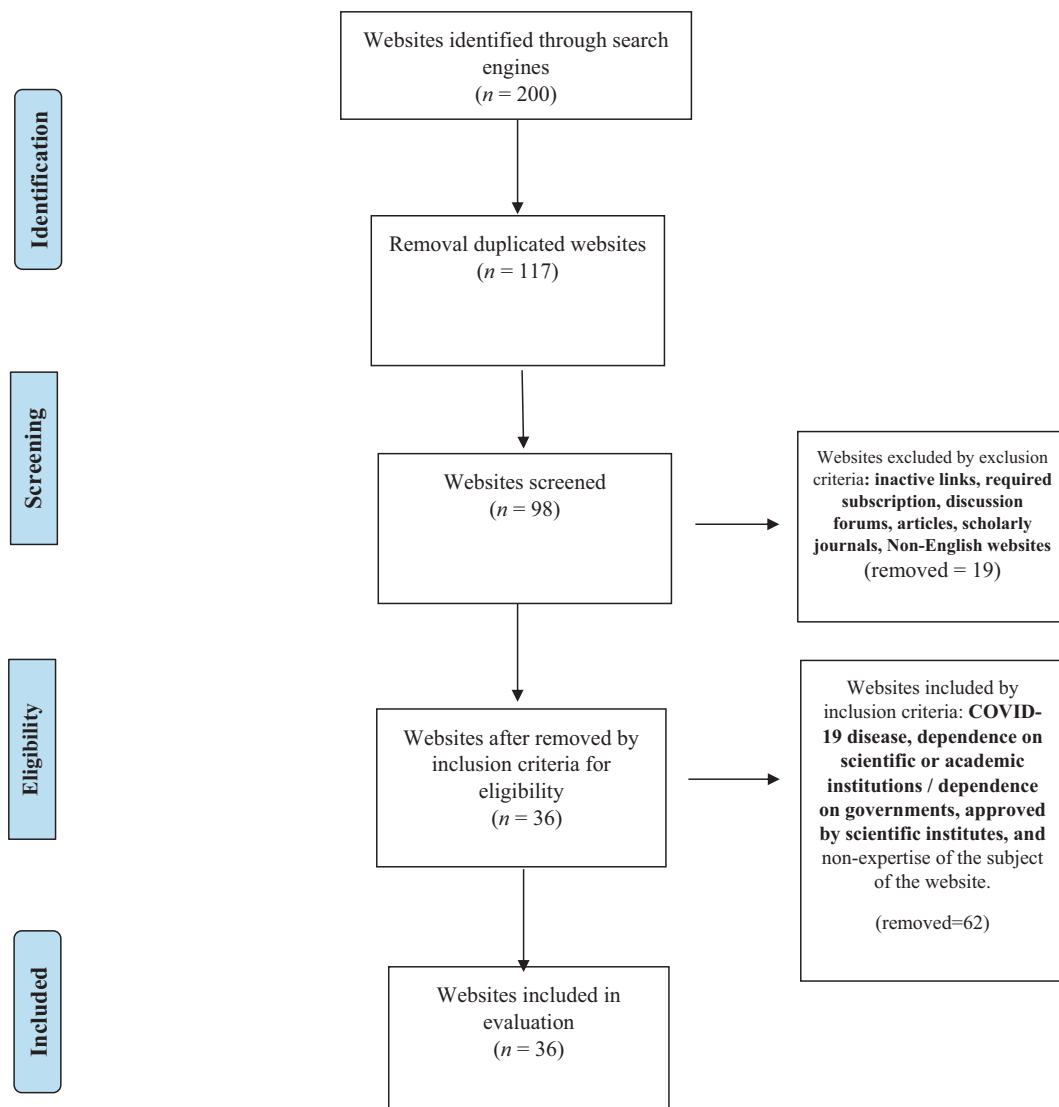 Websites identified through search
engines
(n = 200)
Identification
Removal duplicated websites
(n = 117)
Screening
Websites screened
(n = 98)
Websites excluded by exclusion
criteria: inactive links, required
subscription, discussion
forums, articles, scholarly
journals, Non-English websites
(removed = 19)
Eligibility
Websites after removed by
inclusion criteria for
eligibility
(n = 36)
Websites included by
inclusion criteria: COVID-
19 disease, dependence on
scientific or academic
institutions / dependence
on governments, approved
by scientific institutes, and
non-expertise of the subject
of the website.
(removed=62)
Included
Websites included in
evaluation
(n = 36)